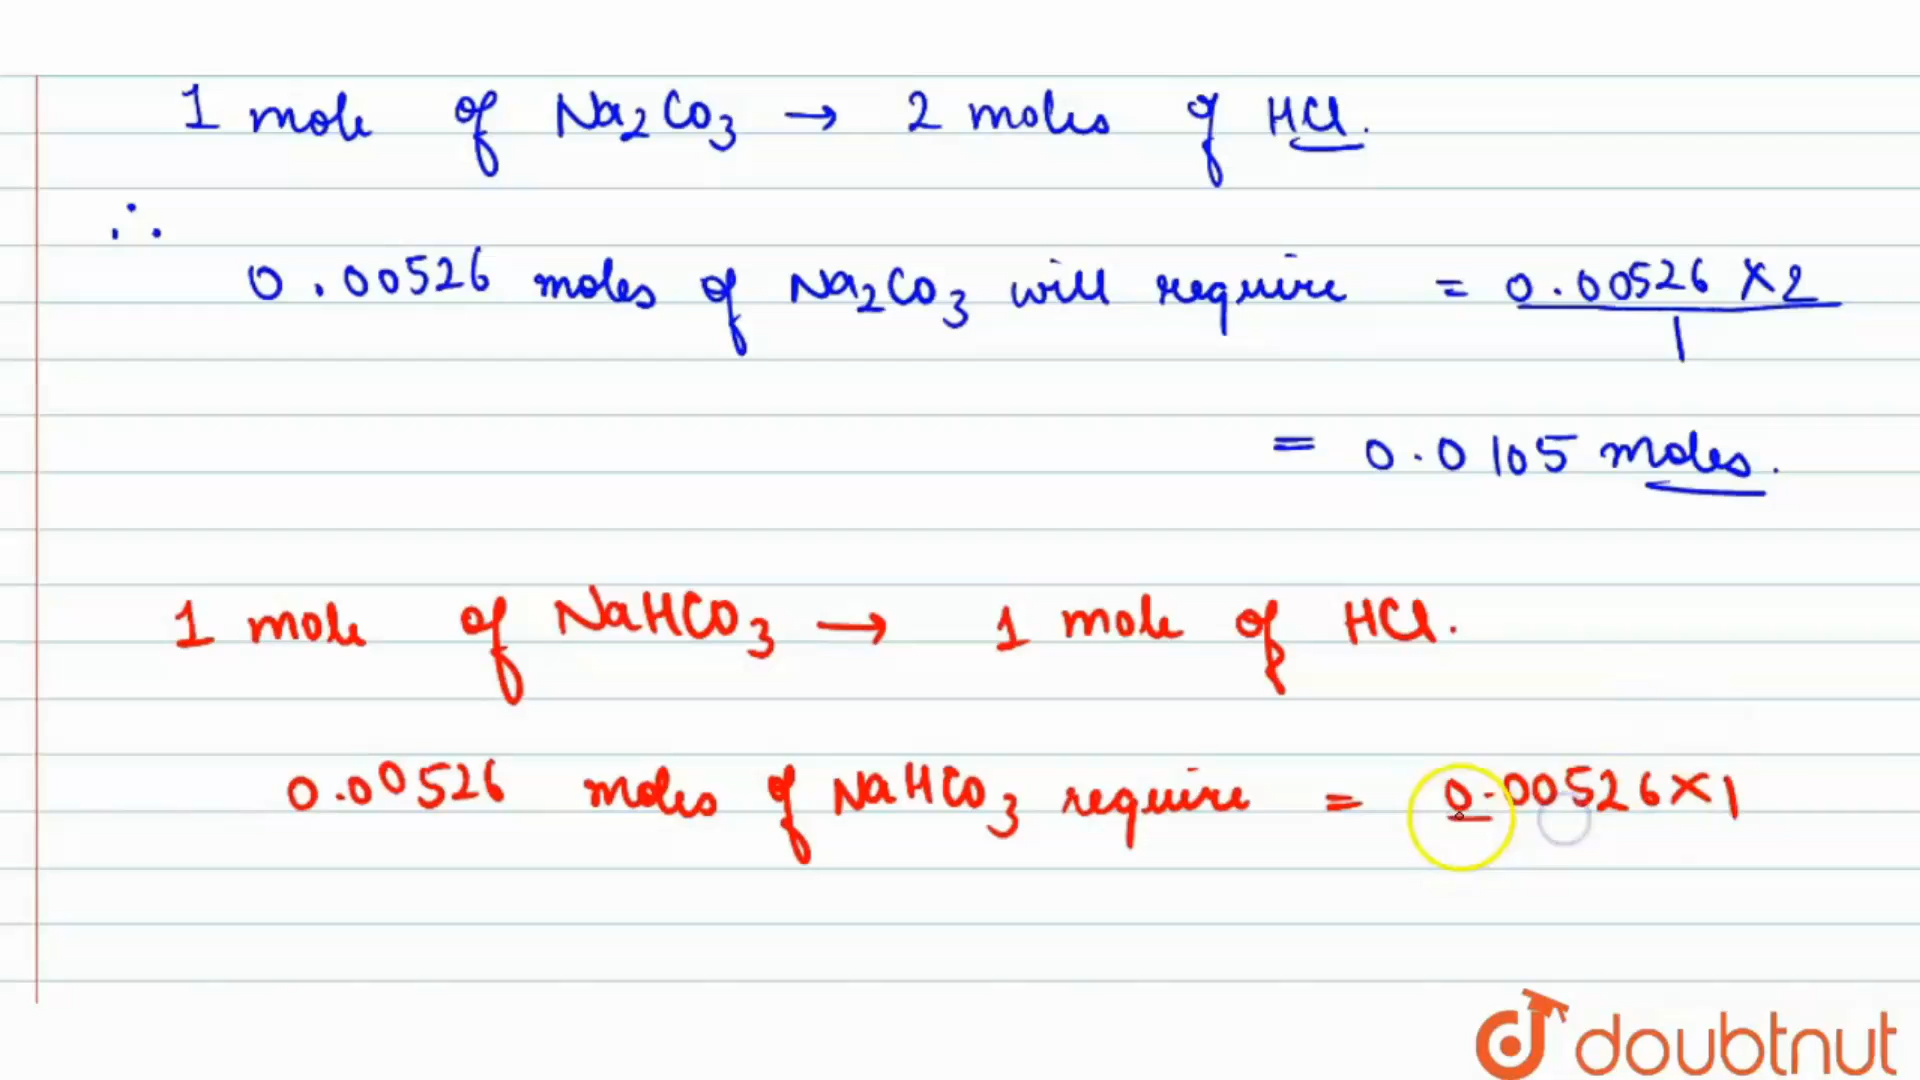 1 mole of Na2CO3 → 2 moles of HCl.
∴
0.00526 moles of Na2CO3 will require = 0.00526 × 2
1
= 0.0105 moles.
1 mole of NaHCO3 → 1 mole of HCl.
0.00526 moles of NaHCO3 require = 0.00526 × 1
doubtnut